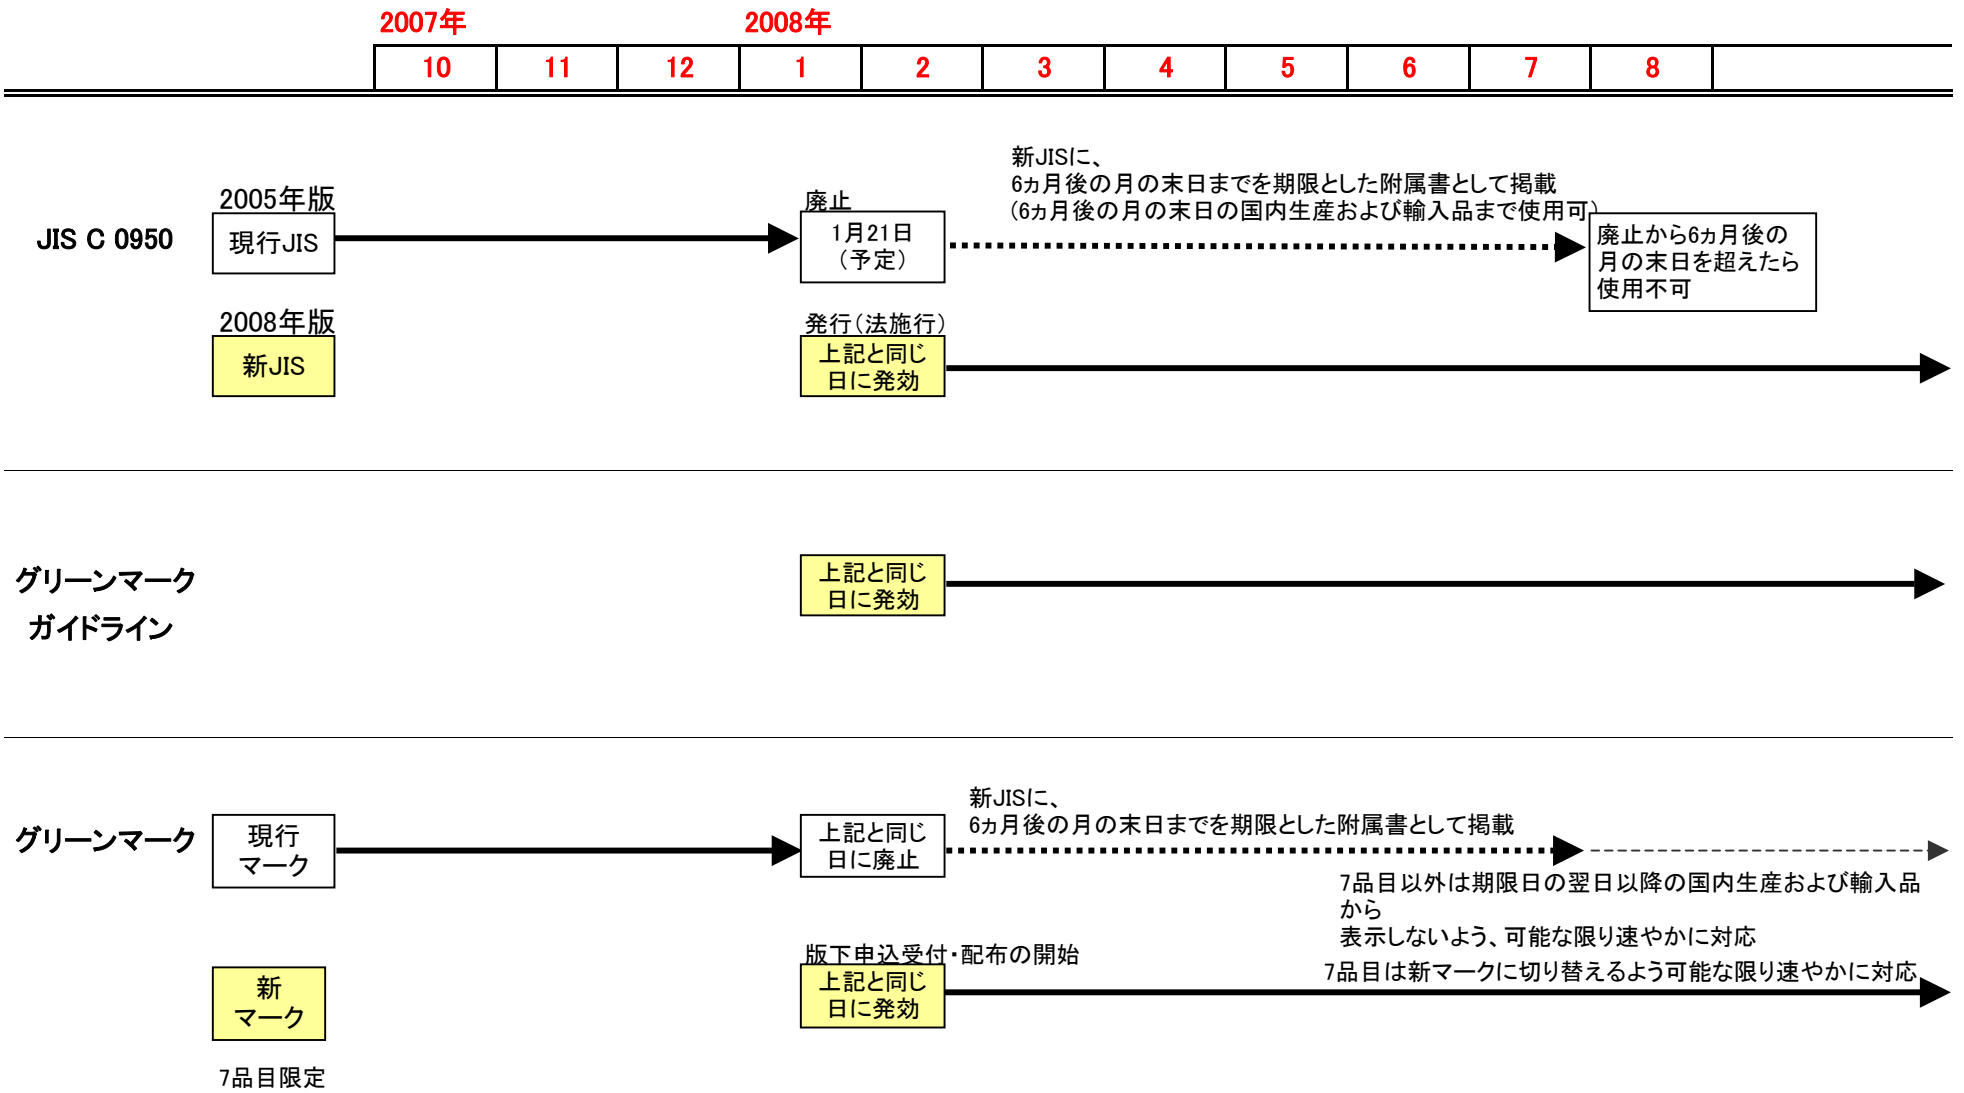 2007年 2008年
10 11 12 1 2 3 4 5 6 7 8
JIS C 0950
2005年版
現行JIS
廃止
1月21日
(予定)
新JISに、
6ヵ月後の月の末日までを期限とした附属書として掲載
(6ヵ月後の月の末日の国内生産および輸入品まで使用可)
廃止から6ヵ月後の
月の末日を超えたら
使用不可
2008年版
新JIS
発行(法施行)
上記と同じ
日に発効
グリーンマーク
ガイドライン
上記と同じ
日に発効
グリーンマーク
現行
マーク
上記と同じ
日に廃止
新JISに、
6ヵ月後の月の末日までを期限とした附属書として掲載
7品目以外は期限日の翌日以降の国内生産および輸入品
から
表示しないよう、可能な限り速やかに対応
新
マーク
7品目限定
版下申込受付・配布の開始
上記と同じ
日に発効
7品目は新マークに切り替えるよう可能な限り速やかに対応